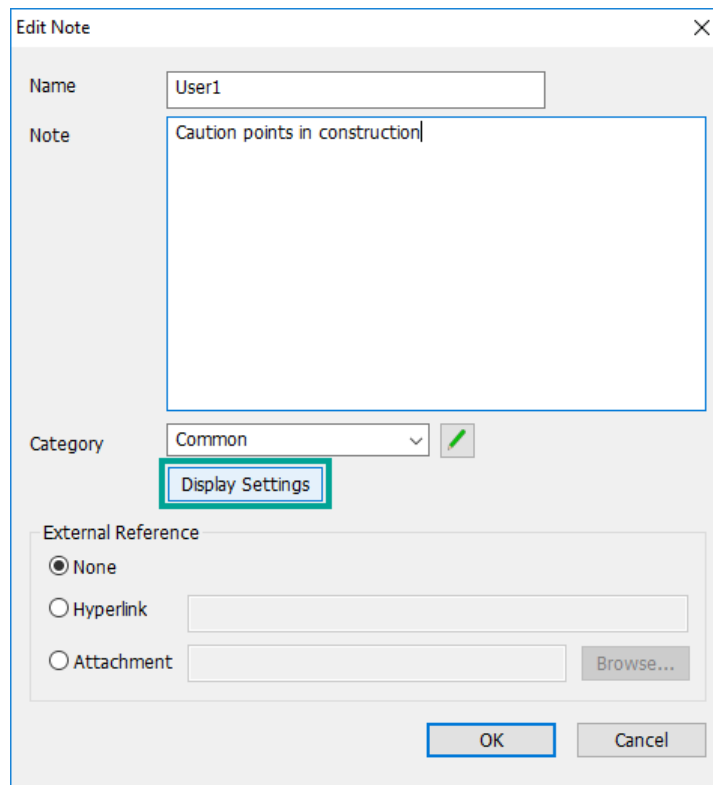 Edit Note
Name
User1
Note
Caution points in construction
Category
Common
Display Settings
External Reference
None
Hyperlink
Attachment
Browse...
OK
Cancel